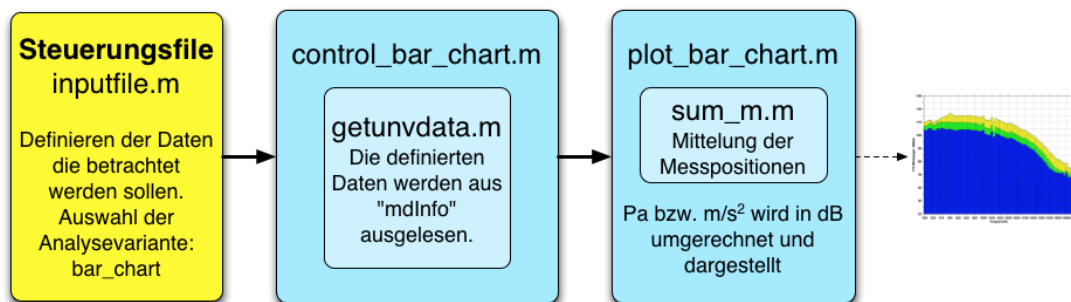 Steuerungsfile
inputfile.m
Definieren der Daten
die betrachtet
werden sollen.
Auswahl der
Analysevariante:
bar_chart
control_bar_chart.m
getunvdata.m
Die definierten
Daten werden aus
"mdInfo"
ausgelesen.
plot_bar_chart.m
sum_m.m
Mittelung der
Messpositionen
Pa bzw. m/s² wird in dB
umgerechnet und
dargestellt